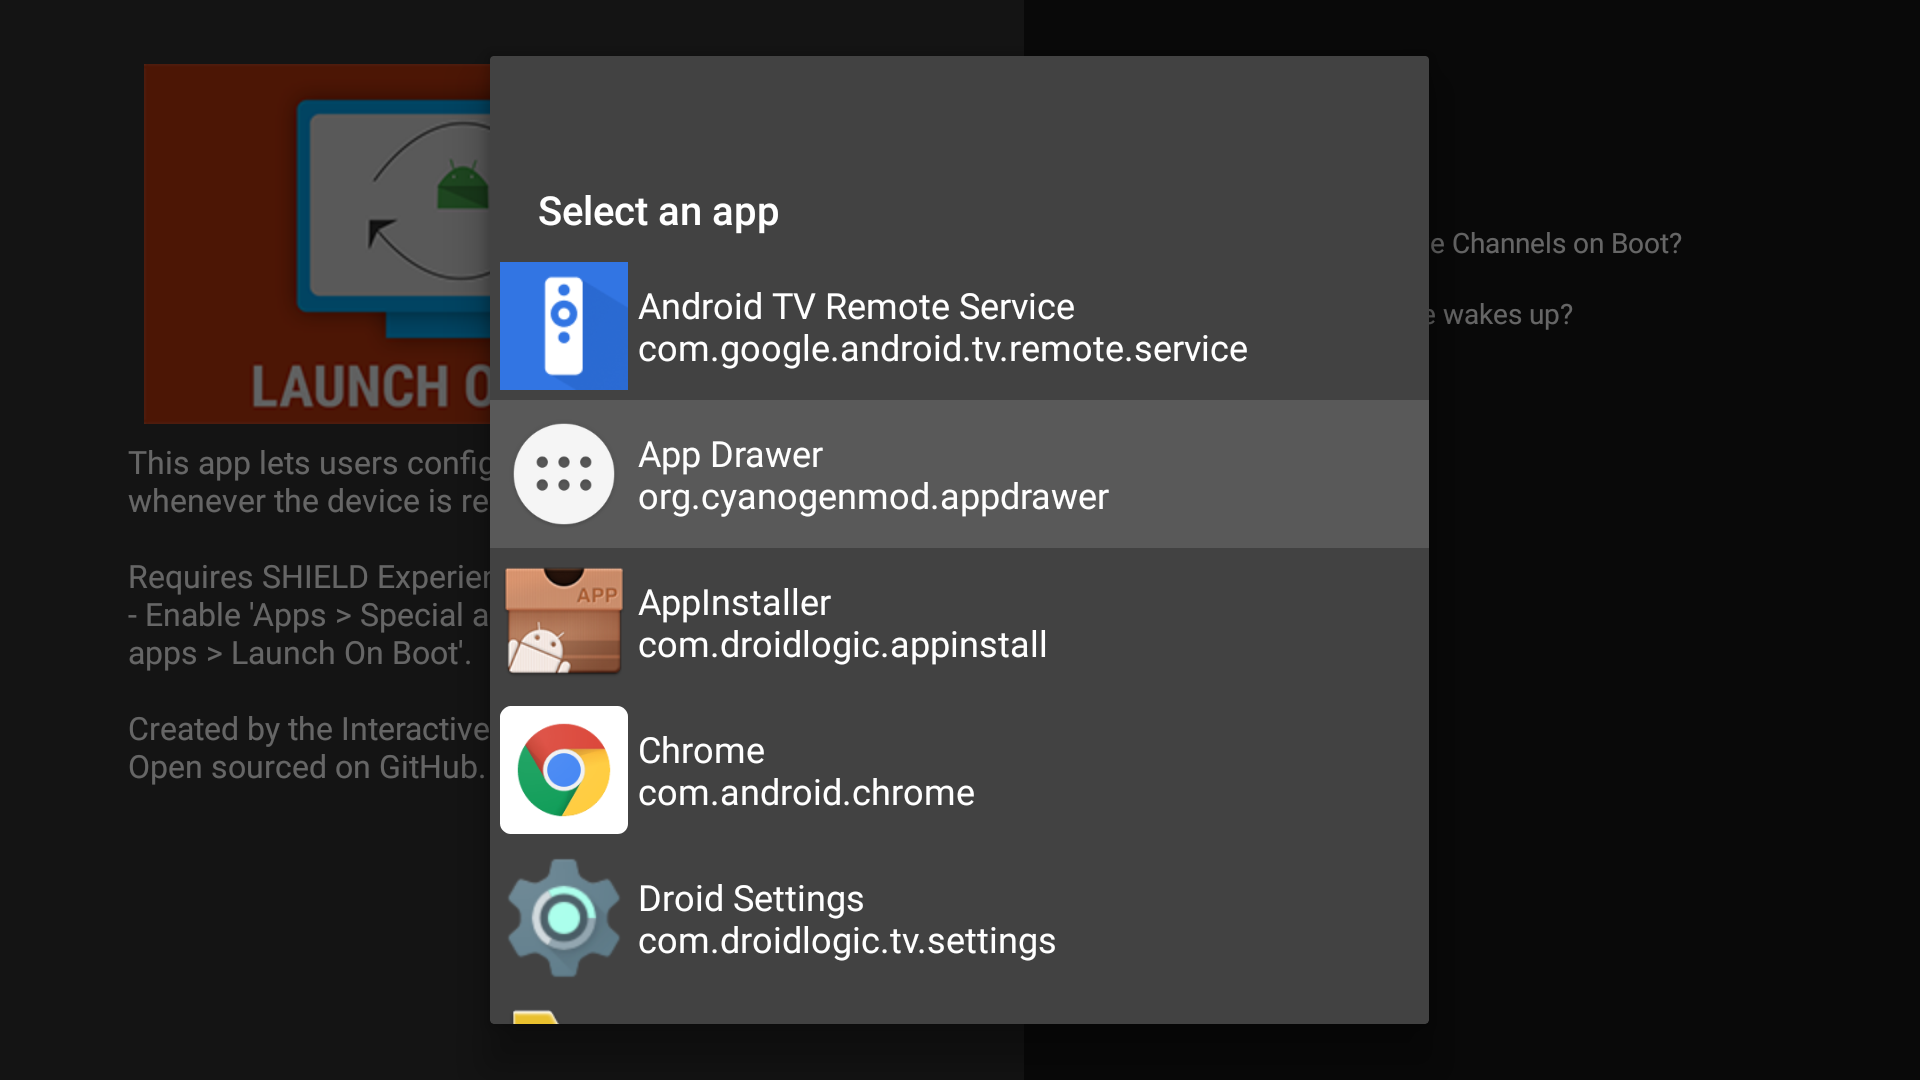 LAUNCH O
This app lets users config
whenever the device is re
Requires SHIELD Experier
- Enable 'Apps > Special a
apps > Launch On Boot'.
Created by the Interactive
Open sourced on GitHub.
Select an app
Android TV Remote Service
com.google.android.tv.remote.service
App Drawer
org.cyanogenmod.appdrawer
APP
AppInstaller
com.droidlogic.appinstall
Chrome
com.android.chrome
Droid Settings
com.droidlogic.tv.settings
e Channels on Boot?
e wakes up?